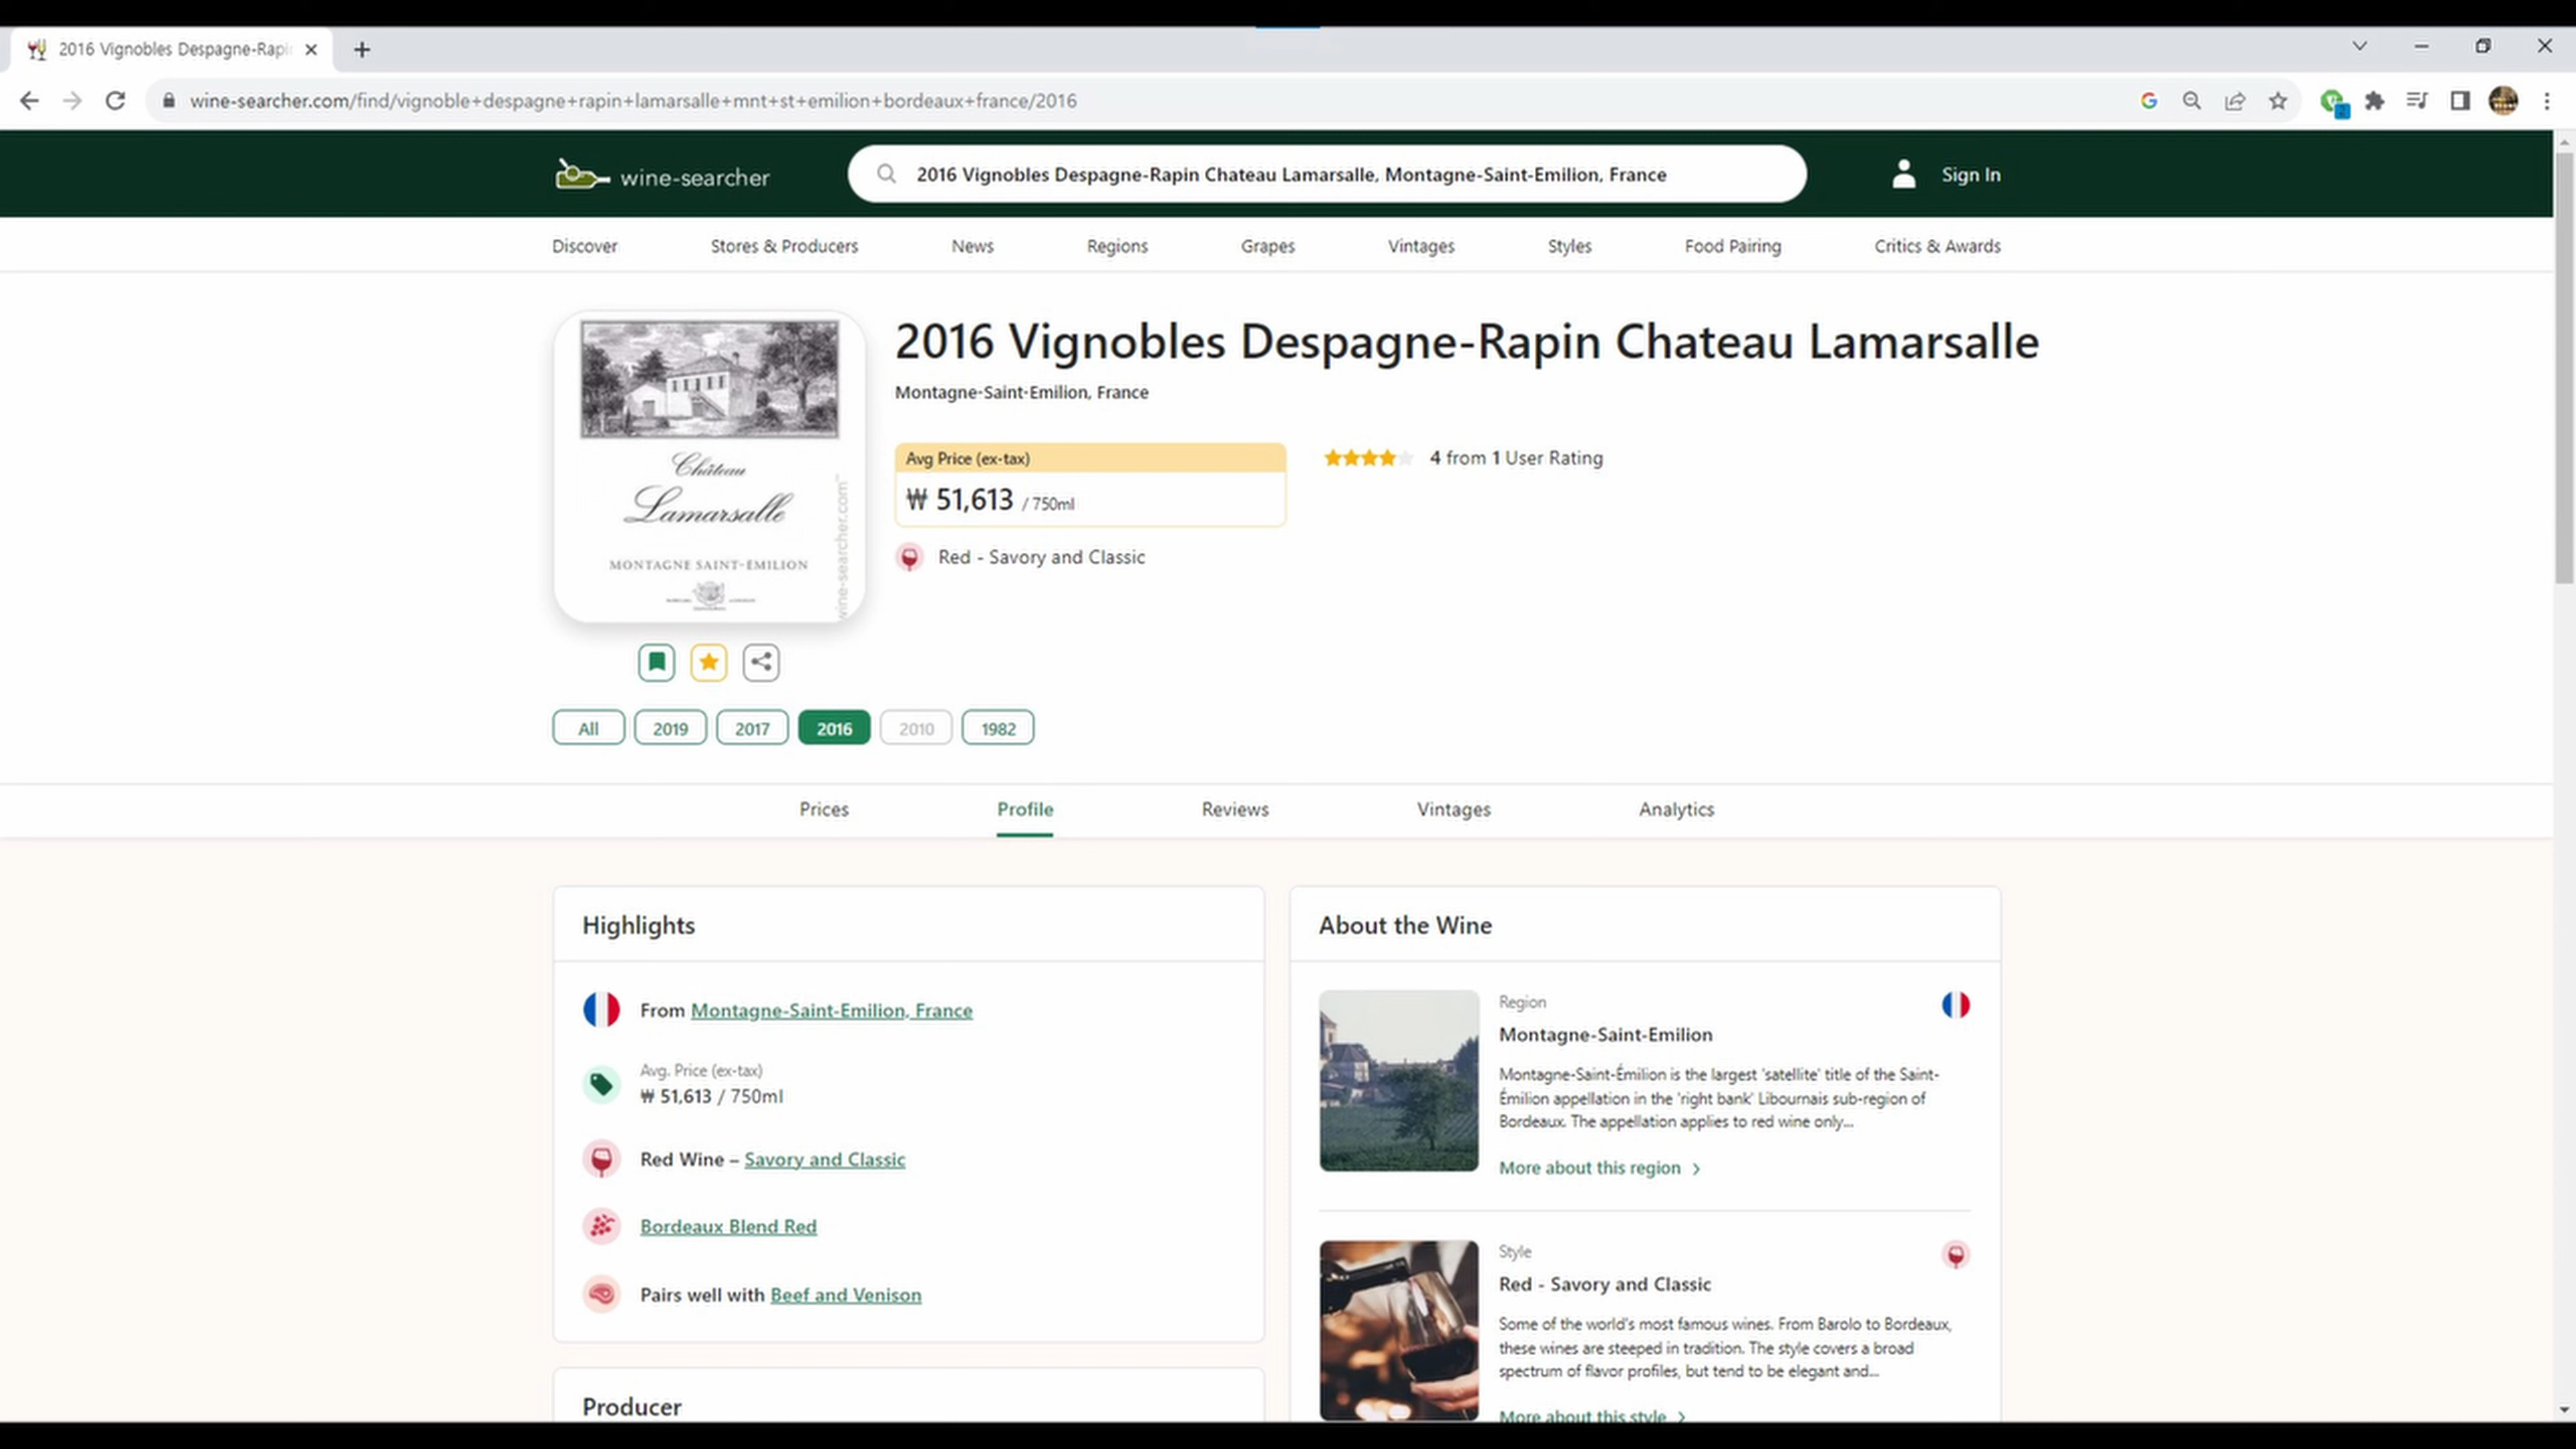 2016 Vignobles Despagne-Rapin
wine-searcher.com/find/vignoble+despagne+rapin+lamarsalle+mnt+st+emilion+bordeaux+france/2016
wine-searcher
2016 Vignobles Despagne-Rapin Chateau Lamarsalle, Montagne-Saint-Emilion, France
Sign In
Discover
Stores & Producers
News
Regions
Grapes
Vintages
Styles
Food Pairing
Critics & Awards
Château
Lamarsalle
MONTAGNE SAINT-EMILION
wine-searcher.com
2016 Vignobles Despagne-Rapin Chateau Lamarsalle
Montagne-Saint-Emilion, France
Avg Price (ex-tax)
₩ 51,613 / 750ml
4 from 1 User Rating
Red - Savory and Classic
All
2019
2017
2016
2010
1982
Prices
Profile
Reviews
Vintages
Analytics
Highlights
From Montagne-Saint-Emilion, France
Avg. Price (ex-tax)
₩ 51,613 / 750ml
Red Wine – Savory and Classic
Bordeaux Blend Red
Pairs well with Beef and Venison
Producer
About the Wine
Region
Montagne-Saint-Emilion
Montagne-Saint-Émilion is the largest 'satellite' title of the Saint-
Émilion appellation in the 'right bank' Libournais sub-region of
Bordeaux. The appellation applies to red wine only...
More about this region >
Style
Red - Savory and Classic
Some of the world's most famous wines. From Barolo to Bordeaux,
these wines are steeped in tradition. The style covers a broad
spectrum of flavor profiles, but tend to be elegant and...
More about this style >